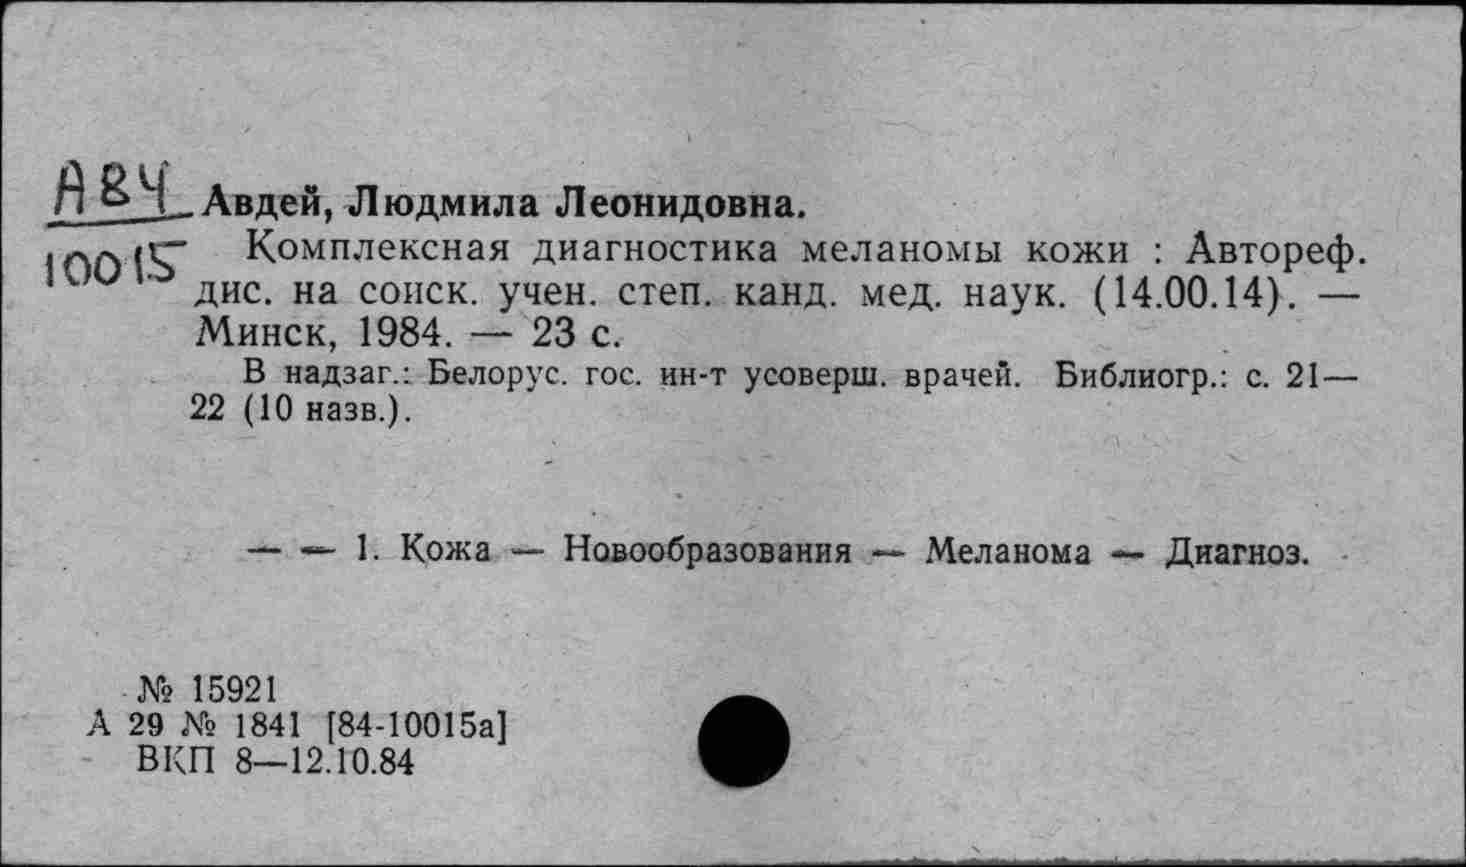 А84 Авдей, Людмила Леонидовна.
10015 Комплексная диагностика меланомы кожи : Автореф.
дис. на соиск. учен. степ. канд. мед. наук. (14.00.14). —
Минск, 1984. — 23 с.
В надзаг.: Белорус. гос. ин-т усоверш. врачей. Библиогр.: с. 21—
22 (10 назв.).
— — 1. Кожа — Новообразования — Меланома — Диагноз.
№ 15921
А 29 № 1841 [84-10015а]
ВКП 8—12.10.84